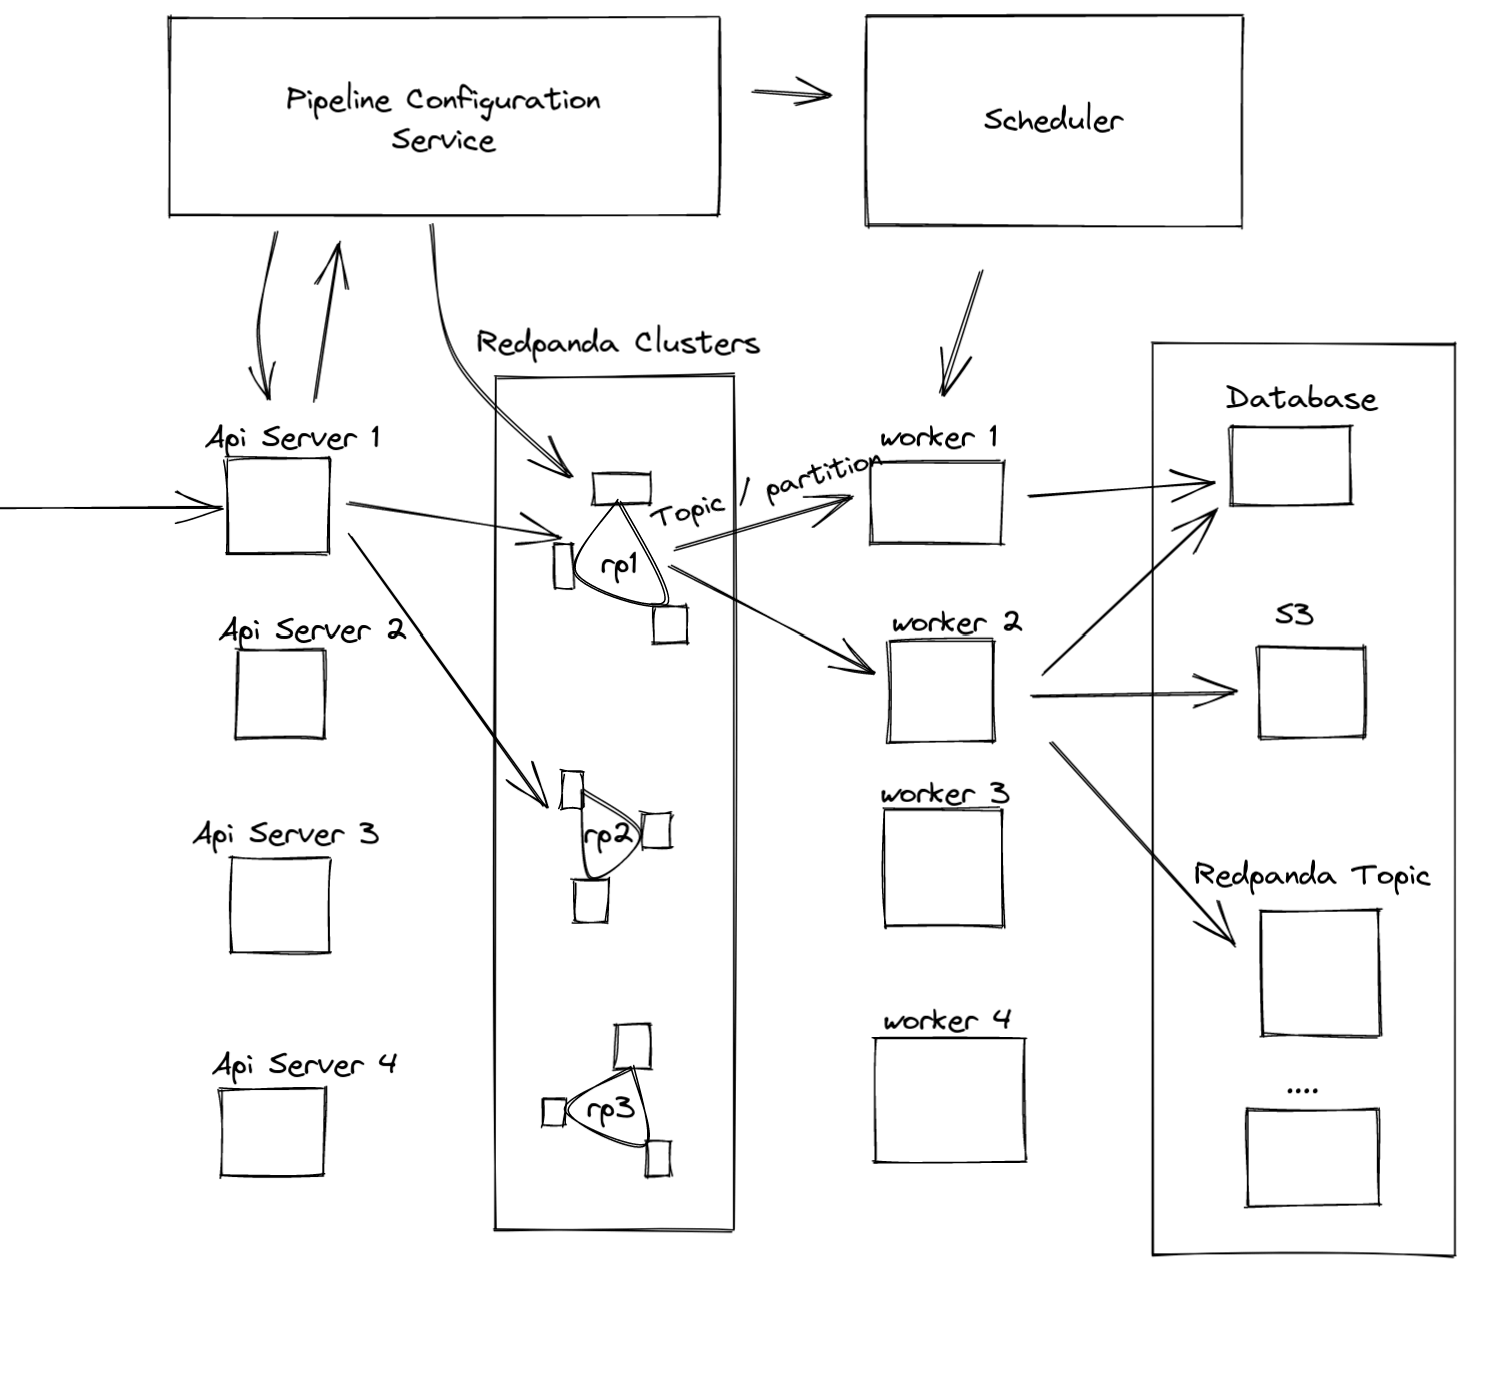 Pipeline Configuration
Service
Scheduler
Redpanda Clusters
Api Server 1
Topic / partition
rp1
worker 1
Database
Api Server 2
worker 2
S3
Api Server 3
rp2
worker 3
Redpanda Topic
Api Server 4
rp3
worker 4
....